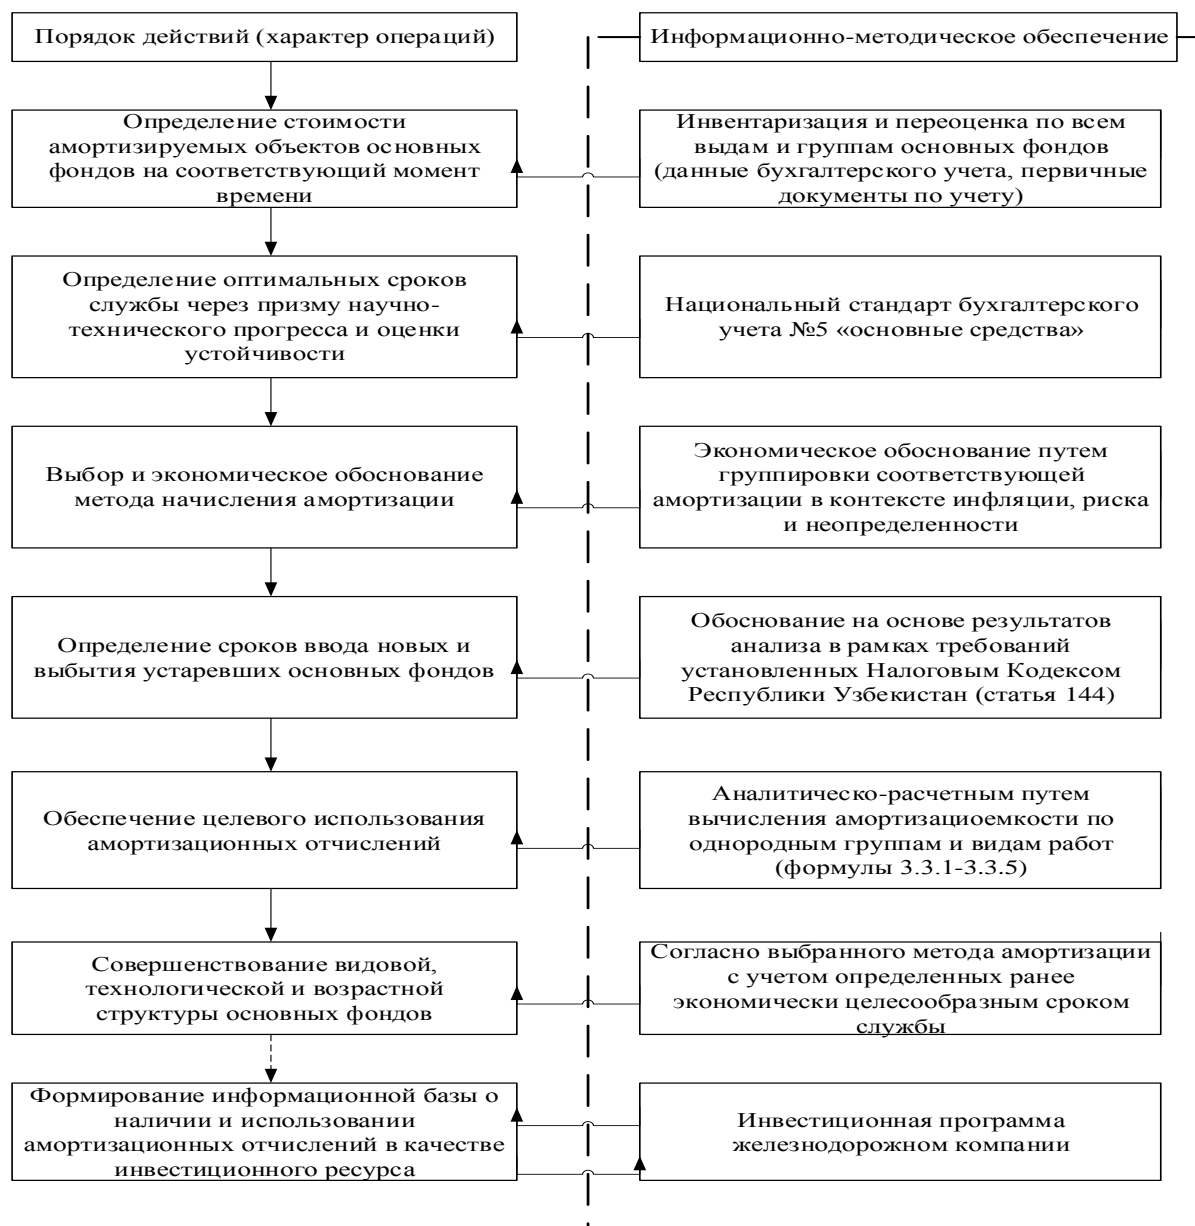 Порядок действий (характер операций)
Информационно-методическое обеспечение
Определение стоимости
амортизируемых объектов основных
фондов на соответствующий момент
времени
Инвентаризация и переоценка по всем
выдам и группам основных фондов
(данные бухгалтерского учета, первичные
документы по учету)
Определение оптимальных сроков
службы через призму научно-
технического прогресса и оценки
устойчивости
Национальный стандарт бухгалтерского
учета №5 «основные средства»
Выбор и экономическое обоснование
метода начисления амортизации
Экономическое обоснование путем
группировки соответствующей
амортизации в контексте инфляции, риска
и неопределенности
Определение сроков ввода новых и
выбытия устаревших основных фондов
Обоснование на основе результатов
анализа в рамках требований
установленных Налоговым Кодексом
Республики Узбекистан (статья 144)
Обеспечение целевого использования
амортизационных отчислений
Аналитическо-расчетным путем
вычисления амортизациоемкости по
однородным группам и видам работ
(формулы 3.3.1-3.3.5)
Совершенствование видовой,
технологической и возрастной
структуры основных фондов
Согласно выбранного метода амортизации
с учетом определенных ранее
экономически целесообразным сроком
службы
Формирование информационной базы о
наличии и использовании
амортизационных отчислений в качестве
инвестиционного ресурса
Инвестиционная программа
железнодорожном компании